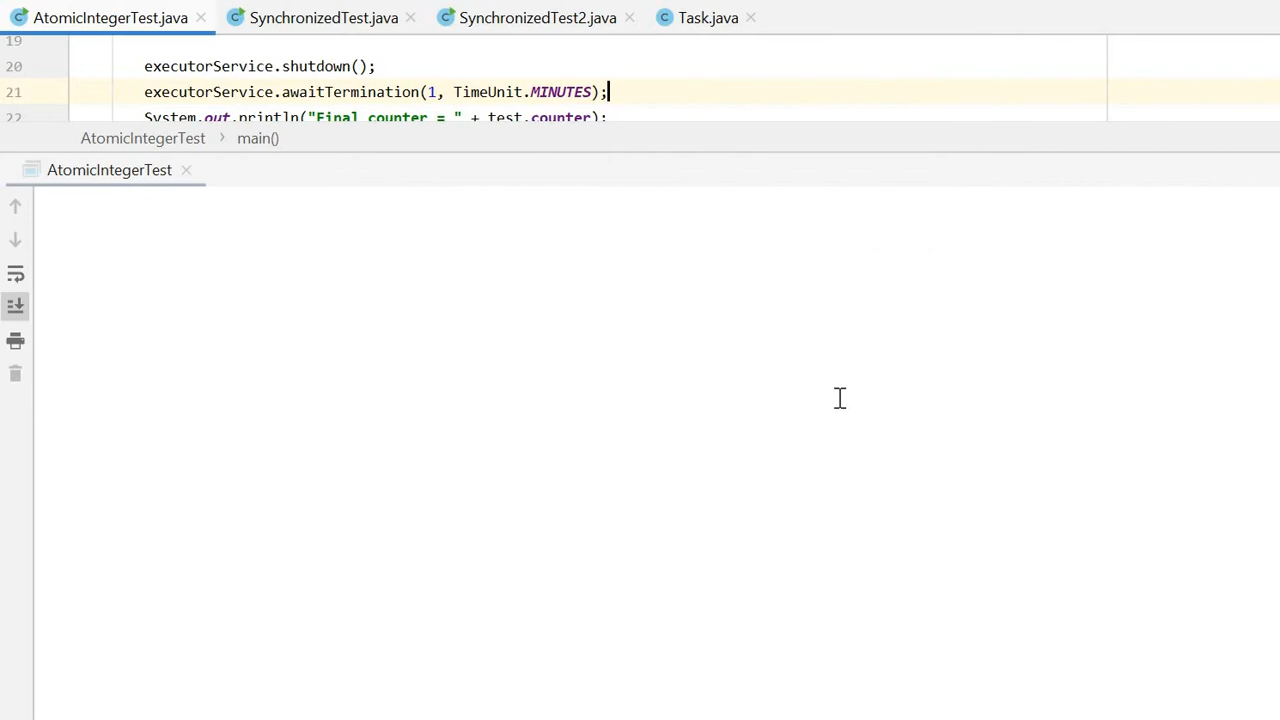 AtomicIntegerTest.java SynchronizedTest.java SynchronizedTest2.java Task.java
19
20 executorService.shutdown();
21 executorService.awaitTermination(1, TimeUnit.MINUTES);
22 System.out.println("Final counter = " + test.counter);
AtomicIntegerTest > main()
AtomicIntegerTest